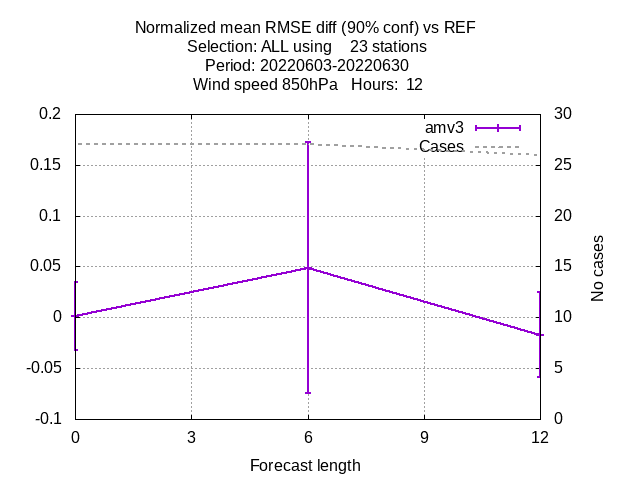 Normalized mean RMSE diff (90% conf) vs REF
Selection: ALL using    23 stations
Period: 20220603-20220630
Wind speed 850hPa   Hours:  12
0.2
0.15
0.1
0.05
0
-0.05
-0.1
30
25
20
15
10
5
0
amv3
Cases
No cases
0
3
6
9
12
Forecast length